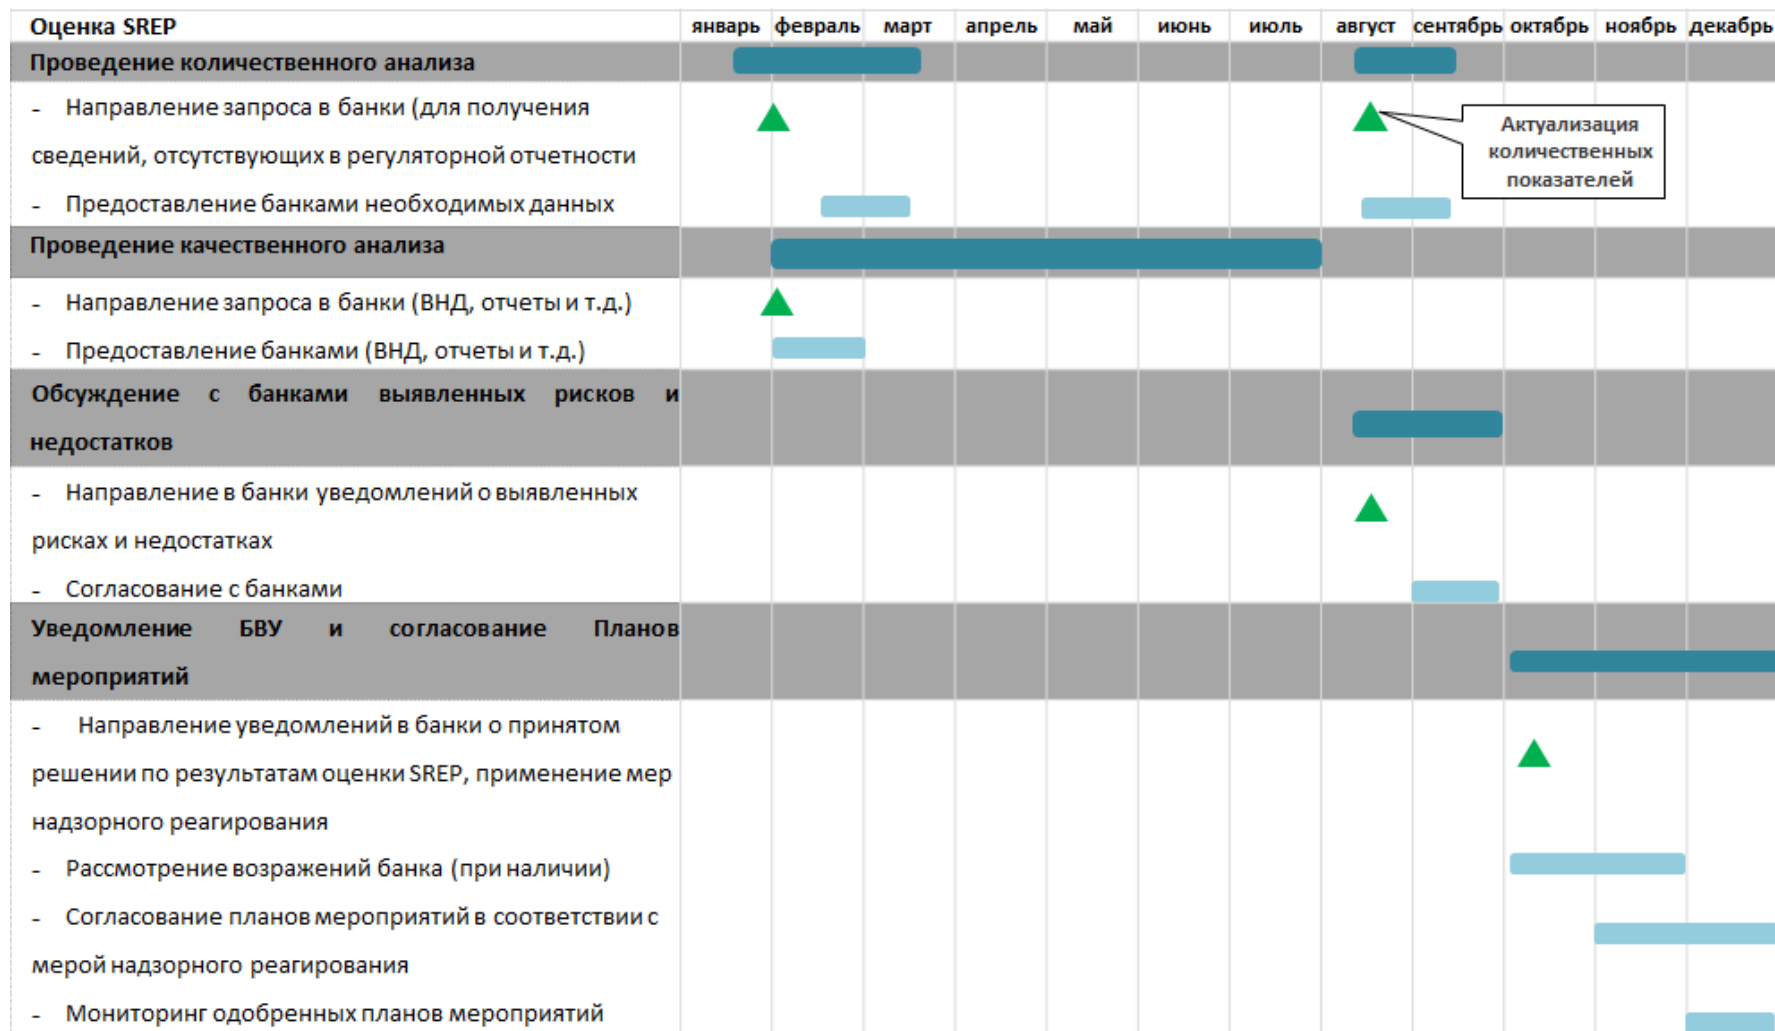 Оценка SREP январь февраль март апрель май июнь июль август сентябрь октябрь ноябрь декабрь
Проведение количественного анализа
- Направление запроса в банки (для получения
сведений, отсутствующих в регуляторной отчетности
Актуализация
количественных
показателей
- Предоставление банками необходимых данных
Проведение качественного анализа
- Направление запроса в банки (ВНД, отчеты и т.д.)
- Предоставление банками (ВНД, отчеты и т.д.)
Обсуждение с банками выявленных рисков и
недостатков
- Направление в банки уведомлений о выявленных
рисках и недостатках
- Согласование с банками
Уведомление БВУ и согласование Планов
мероприятий
- Направление уведомлений в банки о принятом
решении по результатам оценки SREP, применение мер
надзорного реагирования
- Рассмотрение возражений банка (при наличии)
- Согласование планов мероприятий в соответствии с
мерой надзорного реагирования
- Мониторинг одобренных планов мероприятий